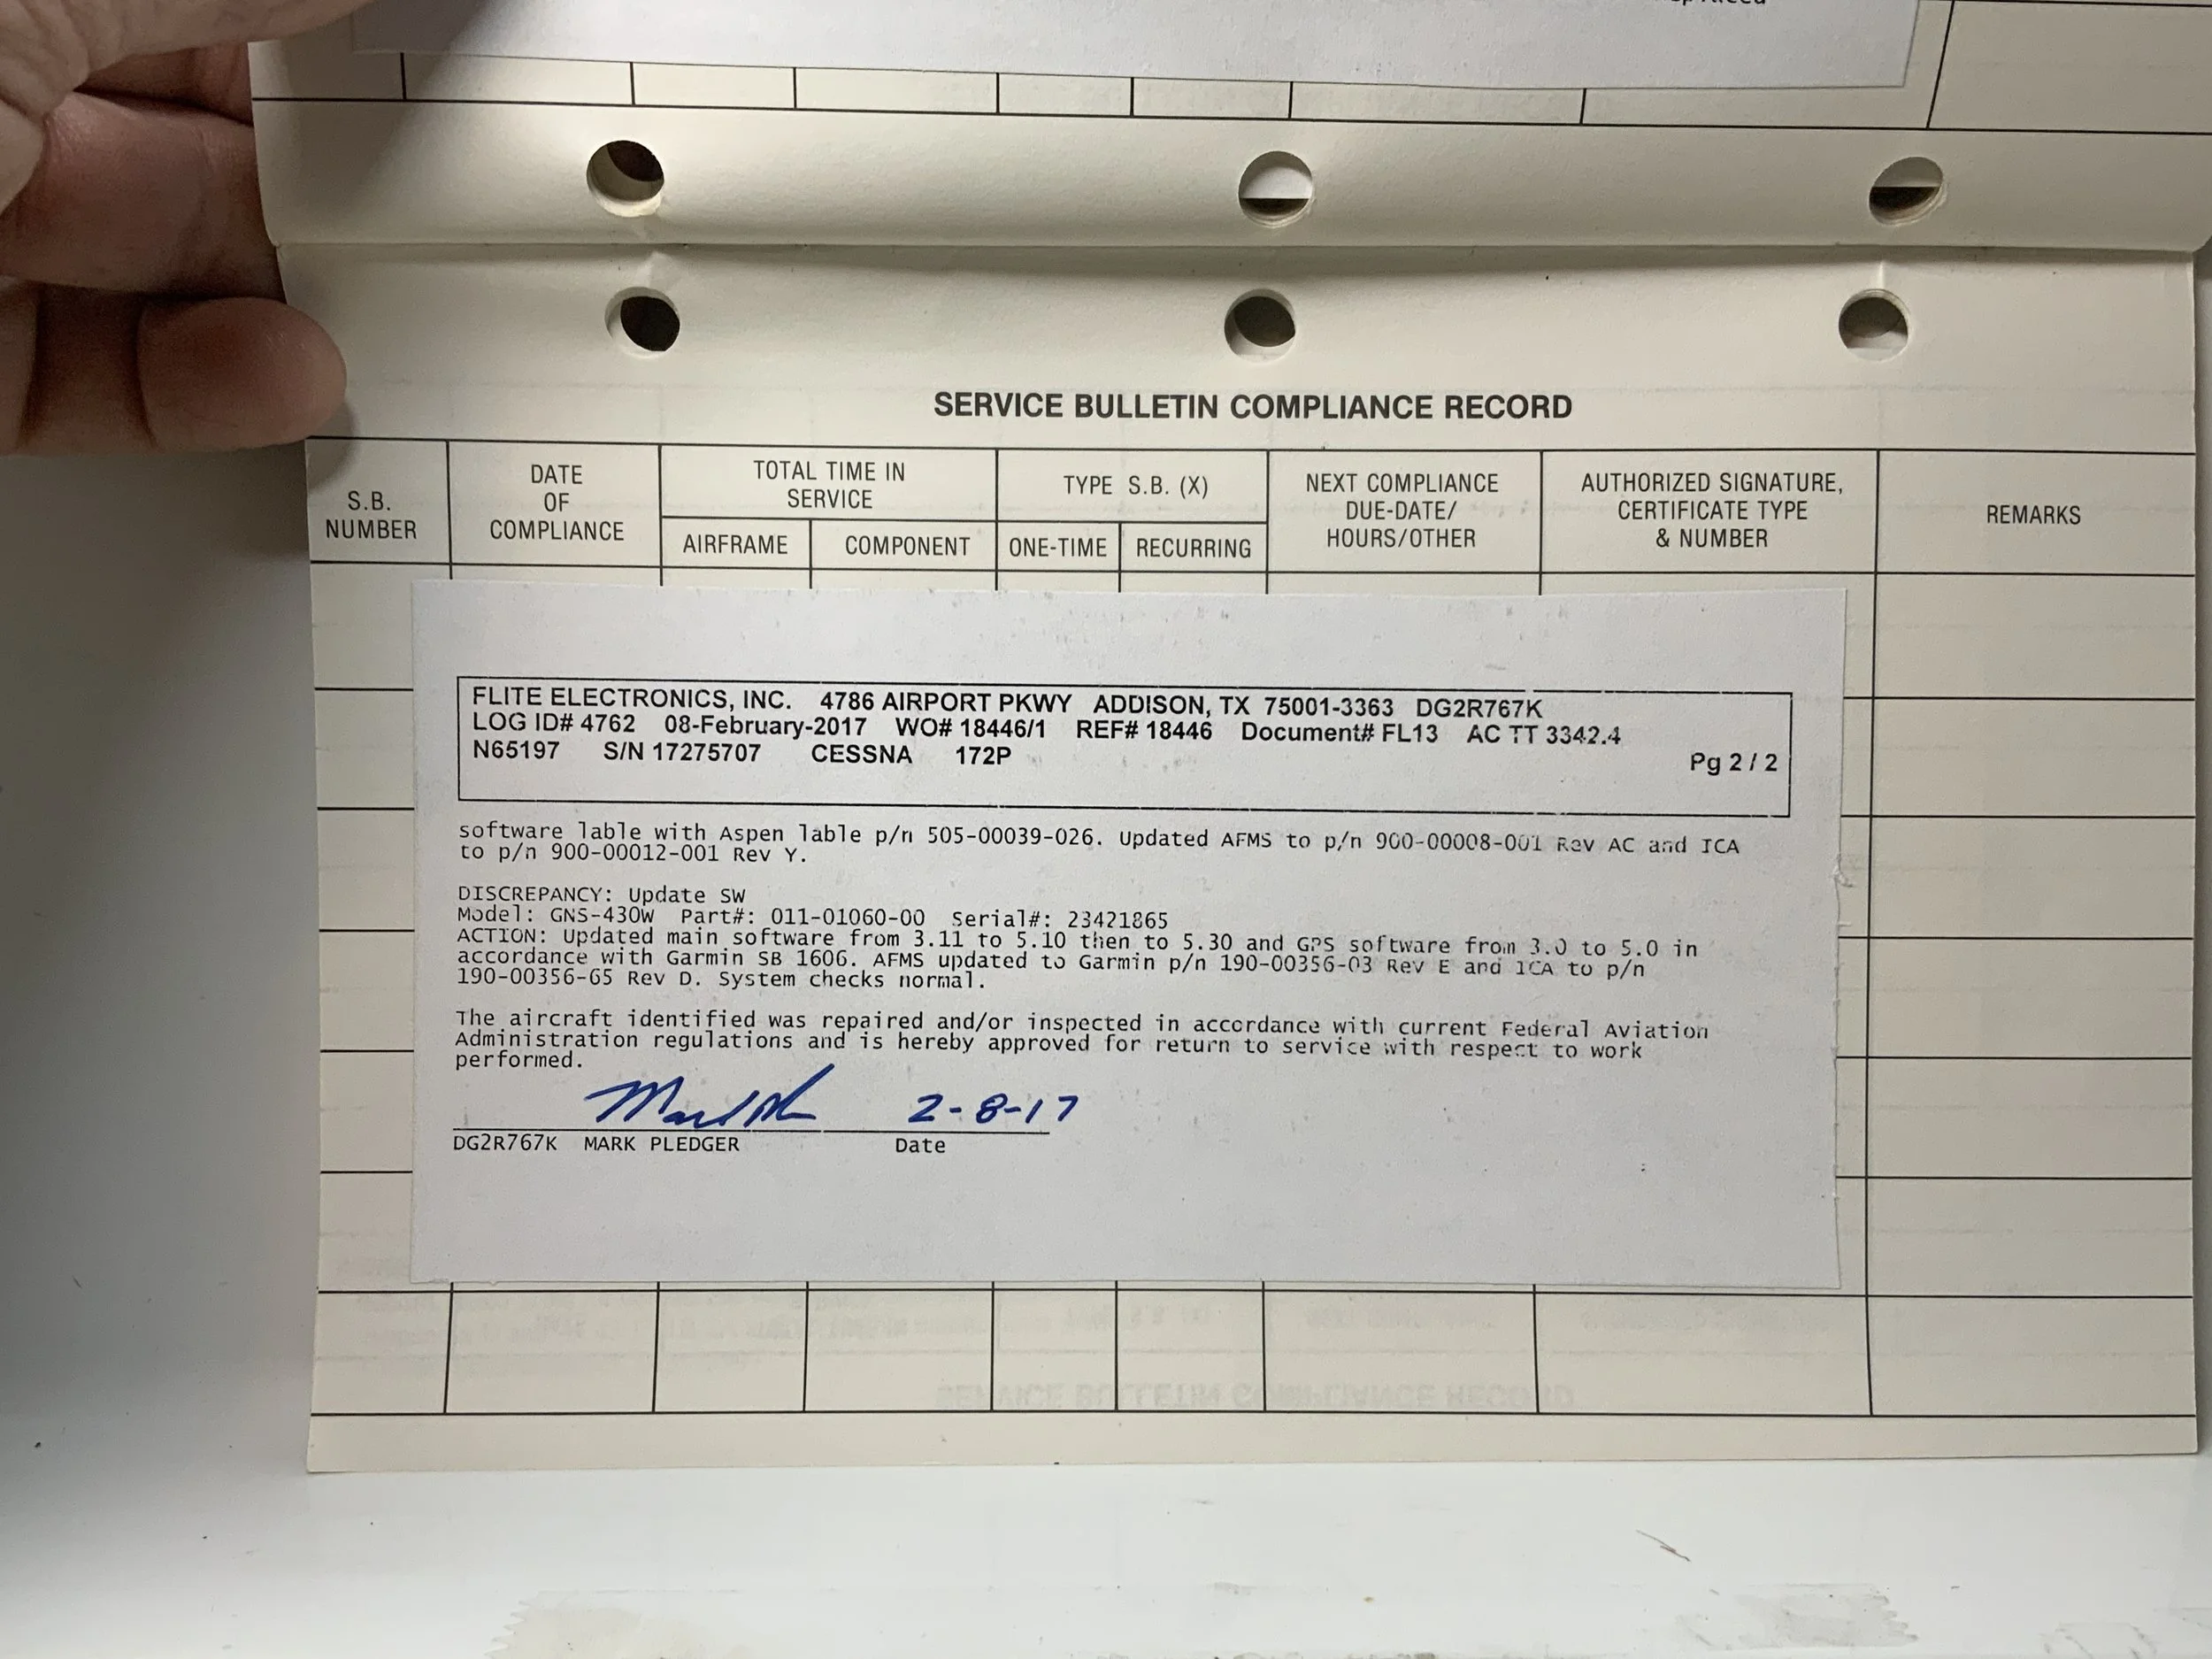 SERVICE BULLETIN COMPLIANCE RECORD
S.B. NUMBER
DATE OF COMPLIANCE
TOTAL TIME IN SERVICE
AIRFRAME
COMPONENT
TYPE S.B. (X)
ONE-TIME
RECURRING
NEXT COMPLIANCE DUE-DATE/ HOURS/OTHER
AUTHORIZED SIGNATURE, CERTIFICATE TYPE & NUMBER
REMARKS
FLITE ELECTRONICS, INC. 4786 AIRPORT PKWY ADDISON, TX 75001-3363 DG2R767K
LOG ID# 4762 08-February-2017 WO# 18446/1 REF# 18446 Document# FL13 AC TT 3342.4
N65197 S/N 17275707 CESSNA 172P Pg 2 / 2
software lable with Aspen lable p/n 505-00039-026. Updated AFMS to p/n 900-00008-001 Rev AC and ICA
to p/n 900-00012-001 Rev Y.
DISCREPANCY: Update SW
Model: GNS-430W Part#: 011-01060-00 Serial#: 23421865
ACTION: Updated main software from 3.11 to 5.10 then to 5.30 and GPS software from 3.0 to 5.0 in
accordance with Garmin SB 1606. AFMS updated to Garmin p/n 190-00356-03 Rev E and ICA to p/n
190-00356-65 Rev D. System checks normal.
The aircraft identified was repaired and/or inspected in accordance with current Federal Aviation
Administration regulations and is hereby approved for return to service with respect to work
performed.
2-8-17
DG2R767K MARK PLEDGER Date